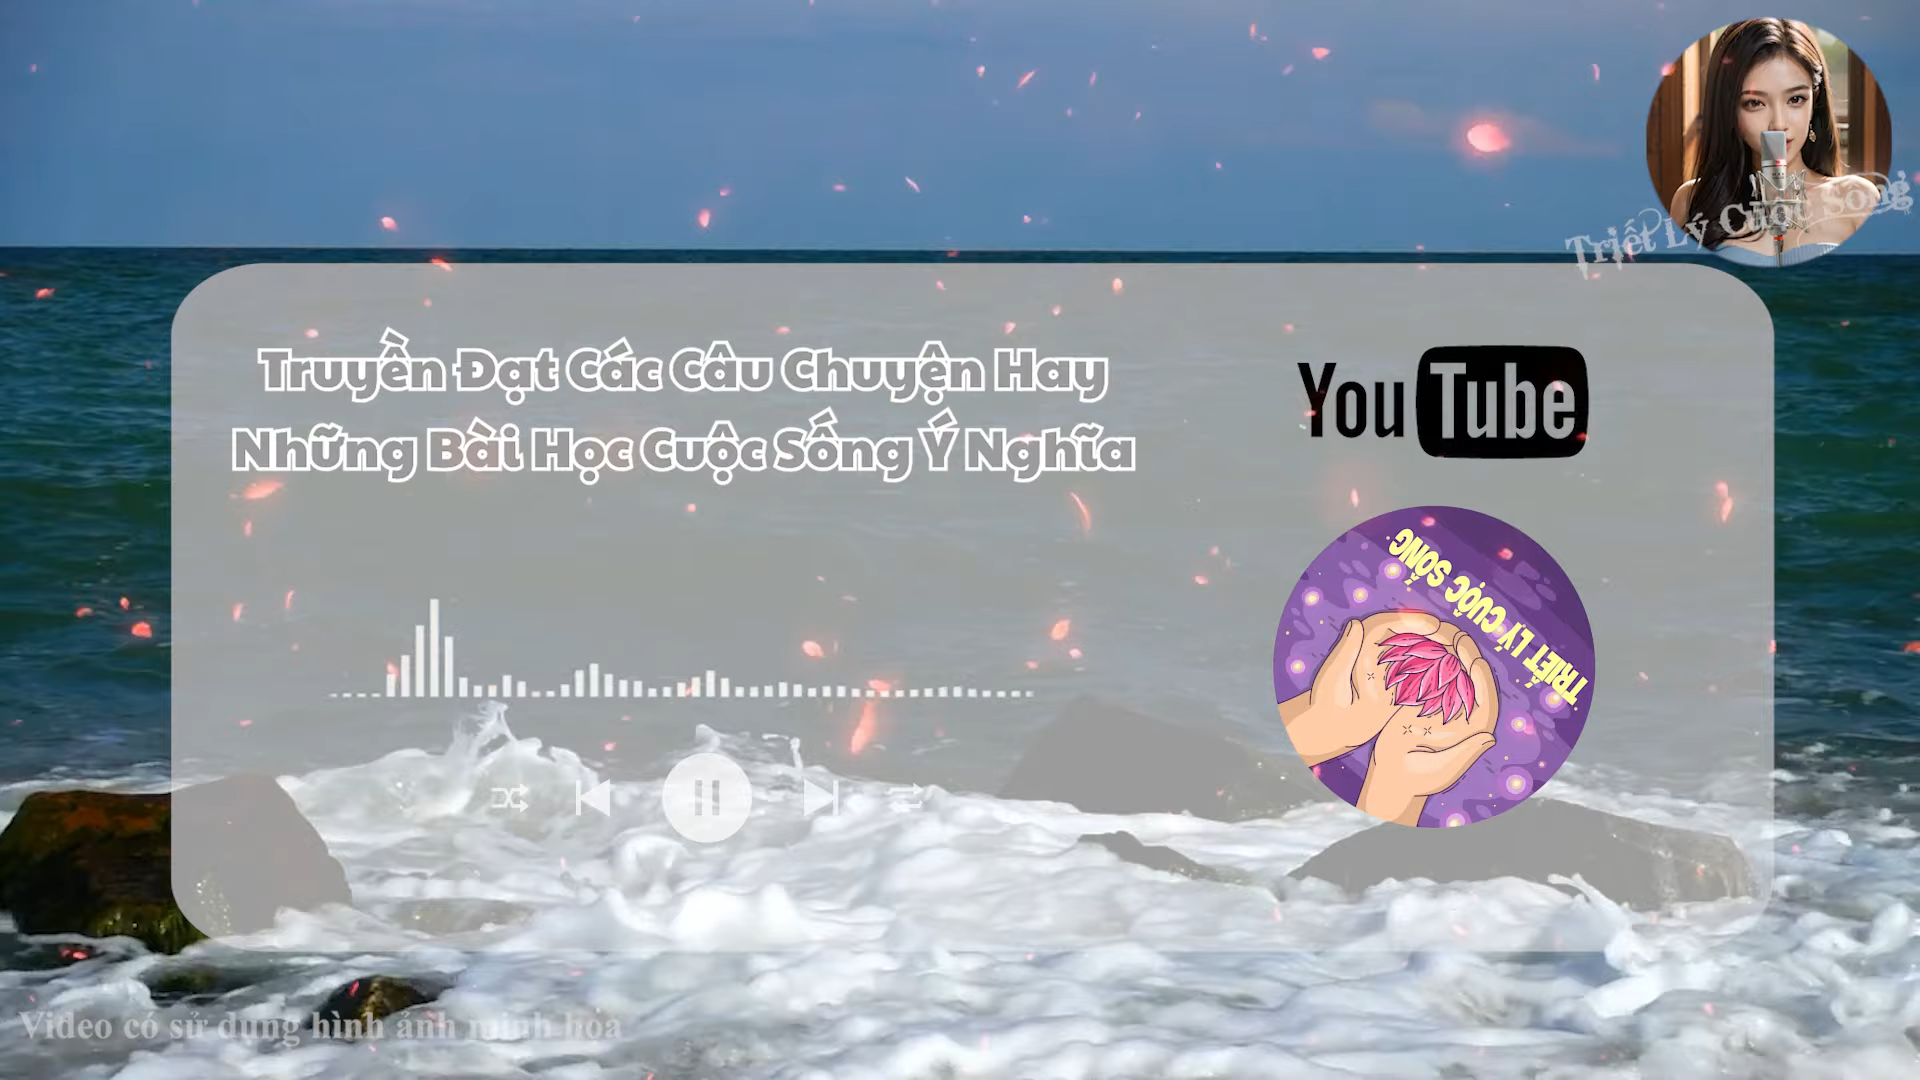 Triết Lý Cuộc Sống
Truyền Đạt Các Câu Chuyện Hay
Những Bài Học Cuộc Sống Ý Nghĩa
YouTube
TRIẾT LÝ CUỘC SỐNG
Video có sử dụng hình ảnh minh họa